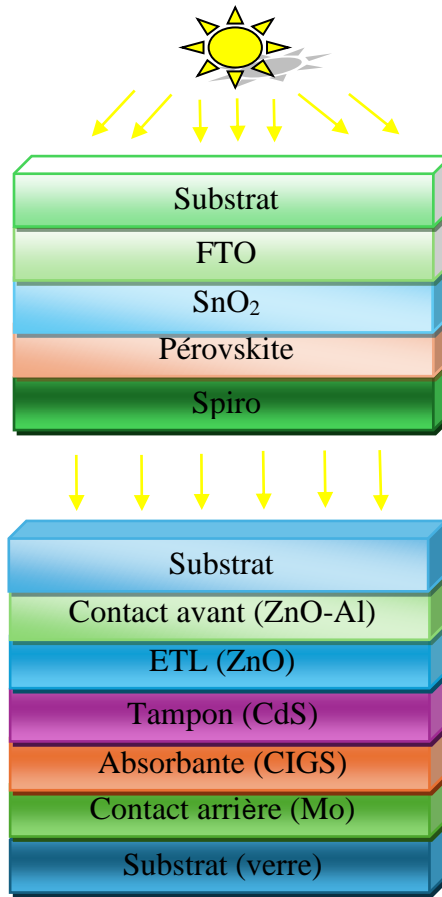 Substrat
FTO
SnO₂
Pérovskite
Spiro
Substrat
Contact avant (ZnO-Al)
ETL (ZnO)
Tampon (CdS)
Absorbante (CIGS)
Contact arrière (Mo)
Substrat (verre)